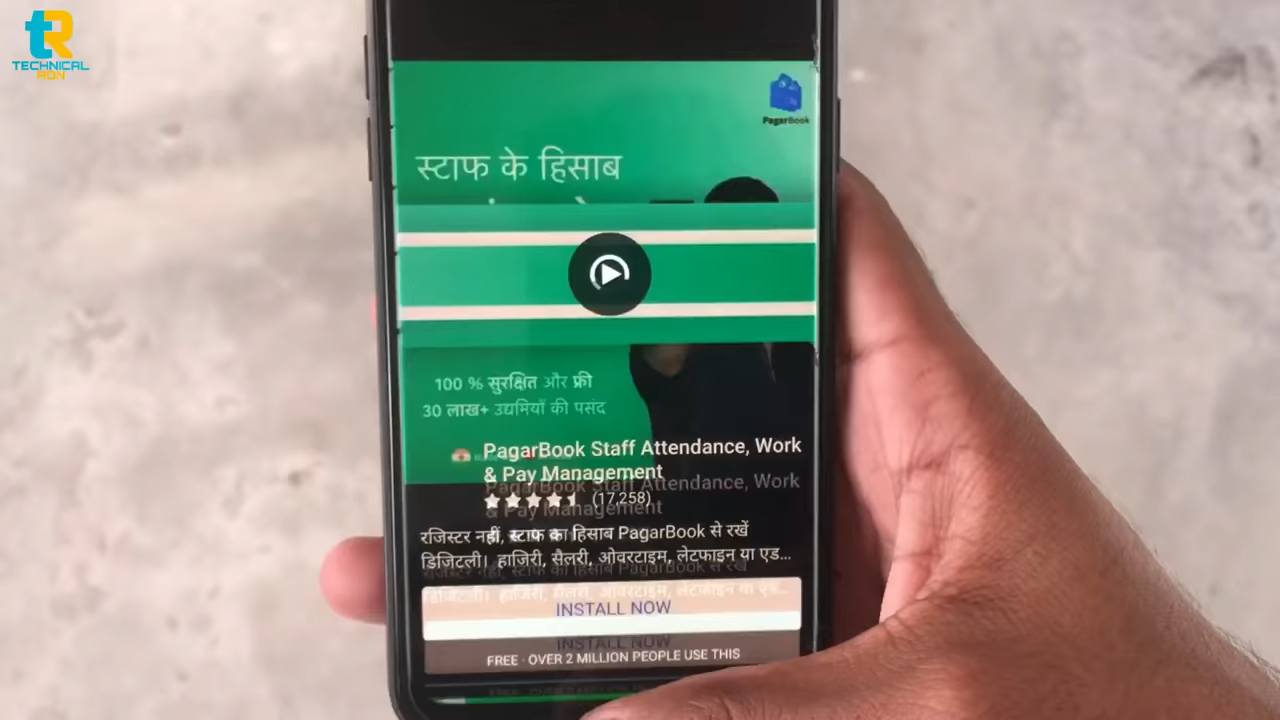 tR
TECHNICAL
RON
PagarBook
स्टाफ के हिसाब
100 % सुरक्षित और फ्री
30 लाख+ उद्यमियों की पसंद
PagarBook Staff Attendance, Work
& Pay Management
(17,258)
रजिस्टर नहीं, स्टाफ का हिसाब PagarBook से रखें
डिजिटली। हाजिरी, सैलरी, ओवरटाइम, लेटफाइन या एड...
INSTALL NOW
FREE · OVER 2 MILLION PEOPLE USE THIS